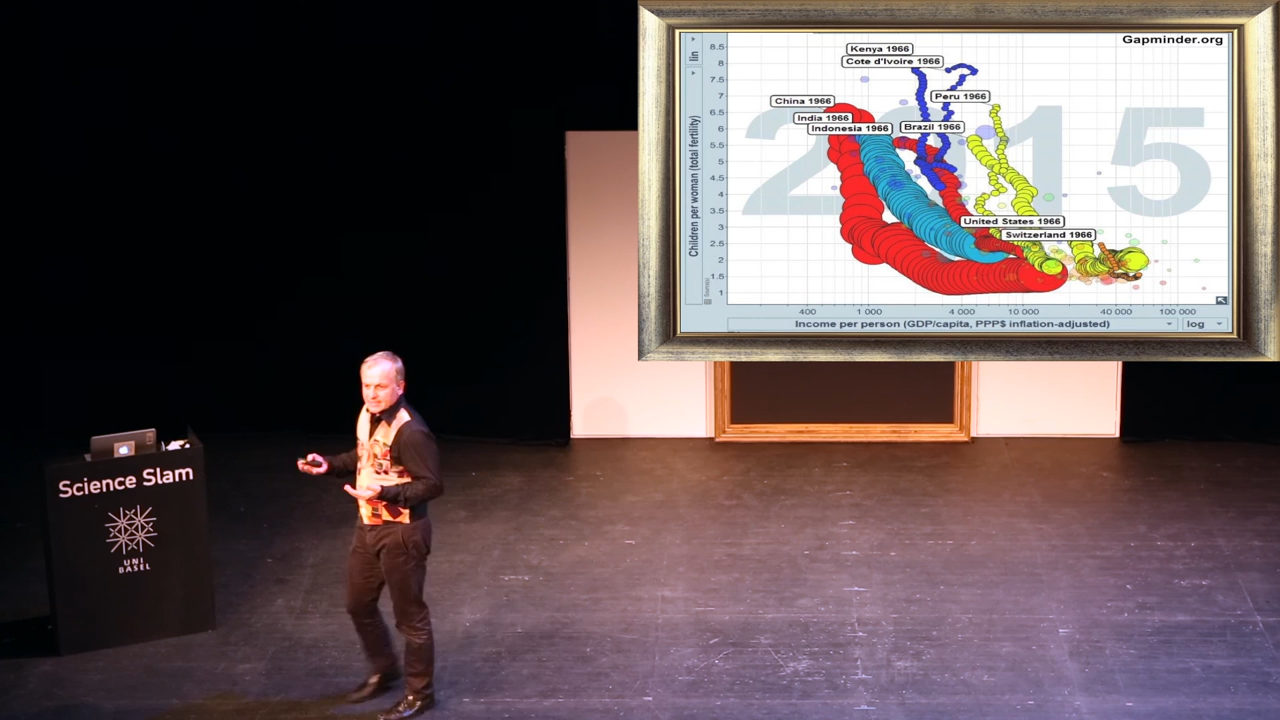 Gapminder.org
lin
8.5
8
7.5
7
6.5
6
5.5
5
4.5
4
3.5
3
2.5
2
1.5
1
Children per woman (total fertility)
2015
Kenya 1966
Cote d'Ivoire 1966
Peru 1966
China 1966
India 1966
Indonesia 1966
Brazil 1966
United States 1966
Switzerland 1966
400
1 000
2 000
4 000
10 000
40 000
100 000
Income per person (GDP/capita, PPP$ inflation-adjusted)
log
Science Slam
UNI
BASEL